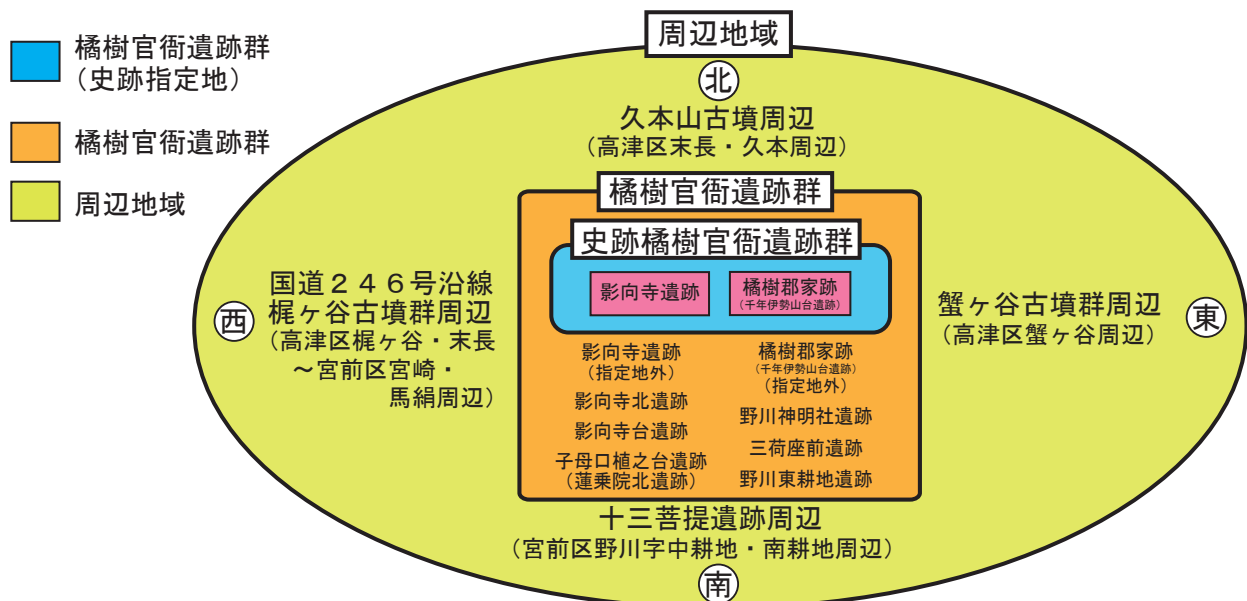 橘樹官衙遺跡群
（史跡指定地）
橘樹官衙遺跡群
周辺地域
周辺地域
北
久本山古墳周辺
（高津区末長・久本周辺）
橘樹官衙遺跡群
史跡橘樹官衙遺跡群
影向寺遺跡
橘樹郡家跡
（千年伊勢山台遺跡）
西
国道２４６号沿線
梶ヶ谷古墳群周辺
（高津区梶ヶ谷・末長
～宮前区宮崎・
馬絹周辺）
蟹ヶ谷古墳群周辺
（高津区蟹ヶ谷周辺）
東
影向寺遺跡
（指定地外）
影向寺北遺跡
影向寺台遺跡
子母口植之台遺跡
（蓮乗院北遺跡）
橘樹郡家跡
（千年伊勢山台遺跡）
（指定地外）
野川神明社遺跡
三荷座前遺跡
野川東耕地遺跡
十三菩提遺跡周辺
（宮前区野川字中耕地・南耕地周辺）
南